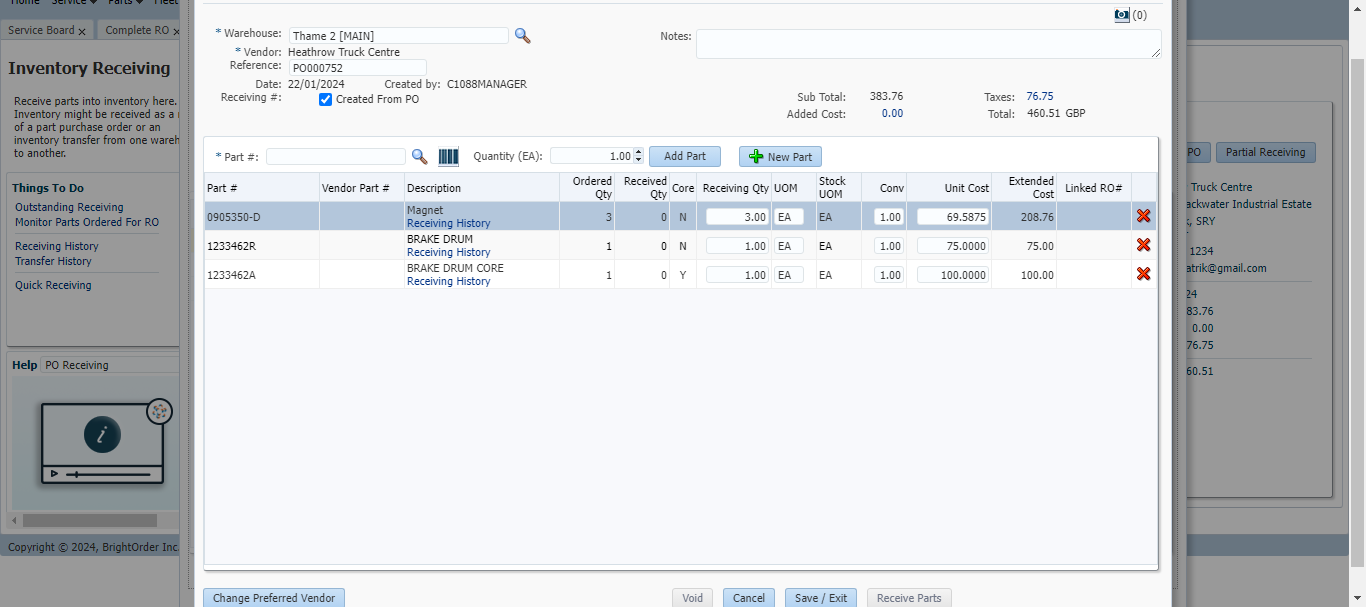 Home Service Parts Fleet
Service Board x Complete RO x
Inventory Receiving
Receive parts into inventory here.
Inventory might be received as a
of a part purchase order or an
inventory transfer from one wareh
to another.
Things To Do
Outstanding Receiving
Monitor Parts Ordered For RO
Receiving History
Transfer History
Quick Receiving
Help PO Receiving
Copyright © 2024, BrightOrder Inc.
(0)
* Warehouse: Thame 2 [MAIN] Notes:
* Vendor: Heathrow Truck Centre
Reference: PO000752
Date: 22/01/2024 Created by: C1088MANAGER
Receiving #: Created From PO
Sub Total: 383.76 Taxes: 76.75
Added Cost: 0.00 Total: 460.51 GBP
* Part #: Quantity (EA): 1.00 Add Part New Part
Part # Vendor Part # Description Ordered Qty Received Qty Core Receiving Qty UOM Stock UOM Conv Unit Cost Extended Cost Linked RO#
0905350-D Magnet 3 0 N 3.00 EA EA 1.00 69.5875 208.76
Receiving History
1233462R BRAKE DRUM 1 0 N 1.00 EA EA 1.00 75.0000 75.00
Receiving History
1233462A BRAKE DRUM CORE 1 0 Y 1.00 EA EA 1.00 100.0000 100.00
Receiving History
Change Preferred Vendor Void Cancel Save / Exit Receive Parts
PO Partial Receiving
Truck Centre
ackwater Industrial Estate
, SRY
1234
atrik@gmail.com
24
83.76
0.00
76.75
60.51